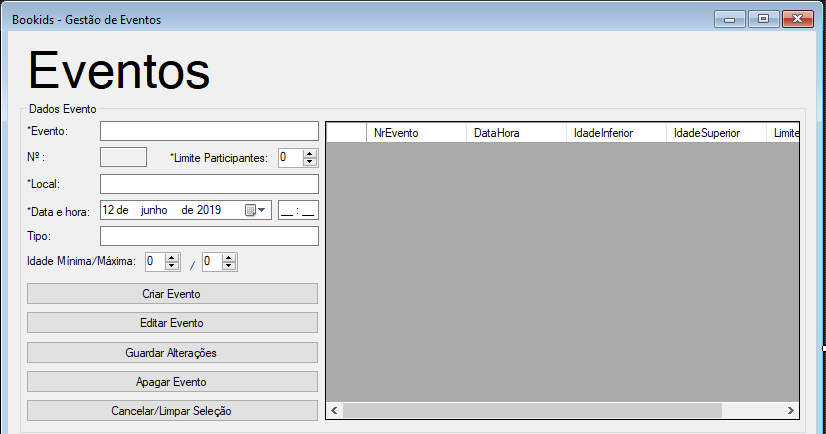 Bookids - Gestão de Eventos
Eventos
Dados Evento
*Evento:
Nº :
*Limite Participantes: 0
*Local:
*Data e hora: 12 de junho de 2019 __ : __
Tipo:
Idade Mínima/Máxima: 0 / 0
Criar Evento
Editar Evento
Guardar Alterações
Apagar Evento
Cancelar/Limpar Seleção
NrEvento DataHora IdadeInferior IdadeSuperior Limite